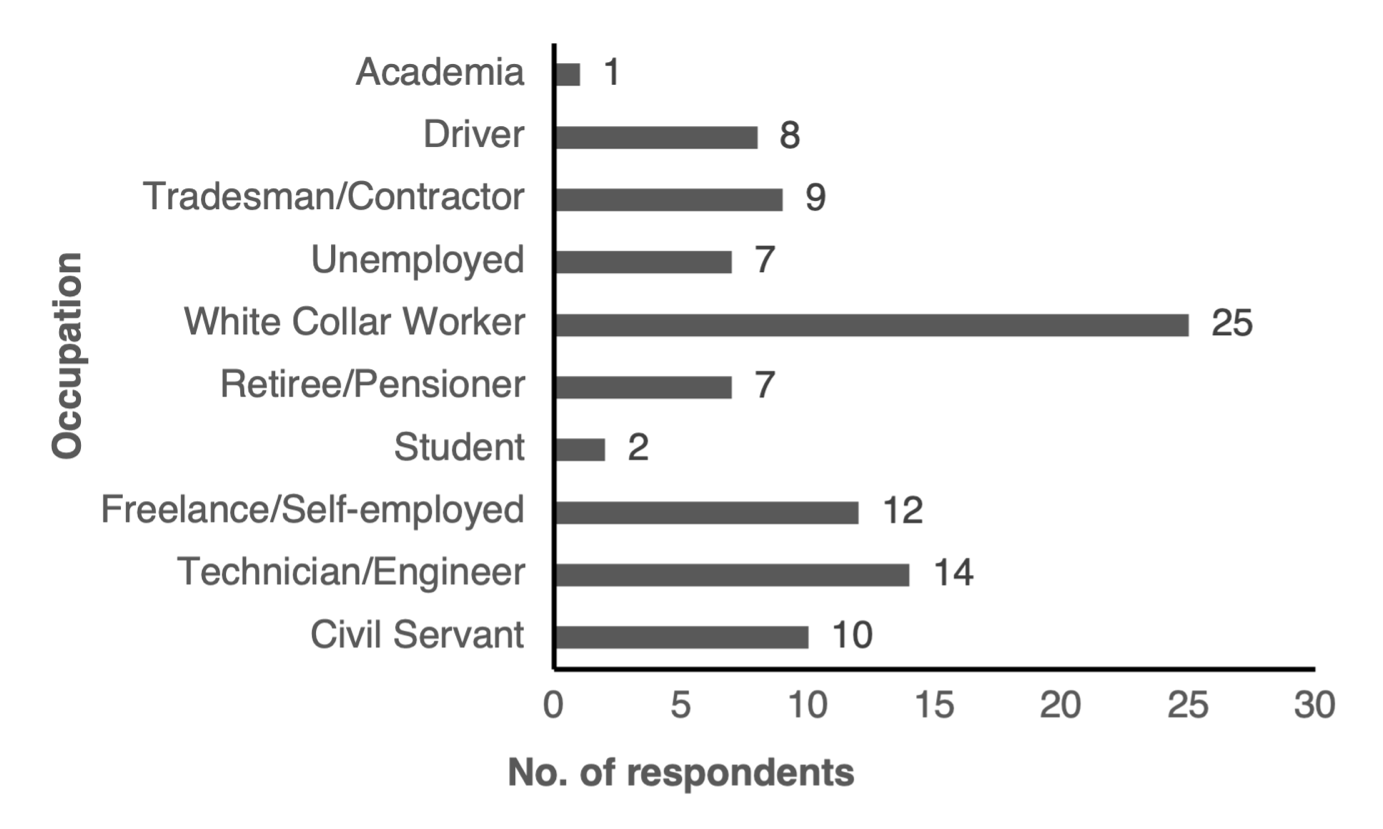 Academia 1
Driver 8
Tradesman/Contractor 9
Unemployed 7
White Collar Worker 25
Retiree/Pensioner 7
Student 2
Freelance/Self-employed 12
Technician/Engineer 14
Civil Servant 10
Occupation
0 5 10 15 20 25 30
No. of respondents